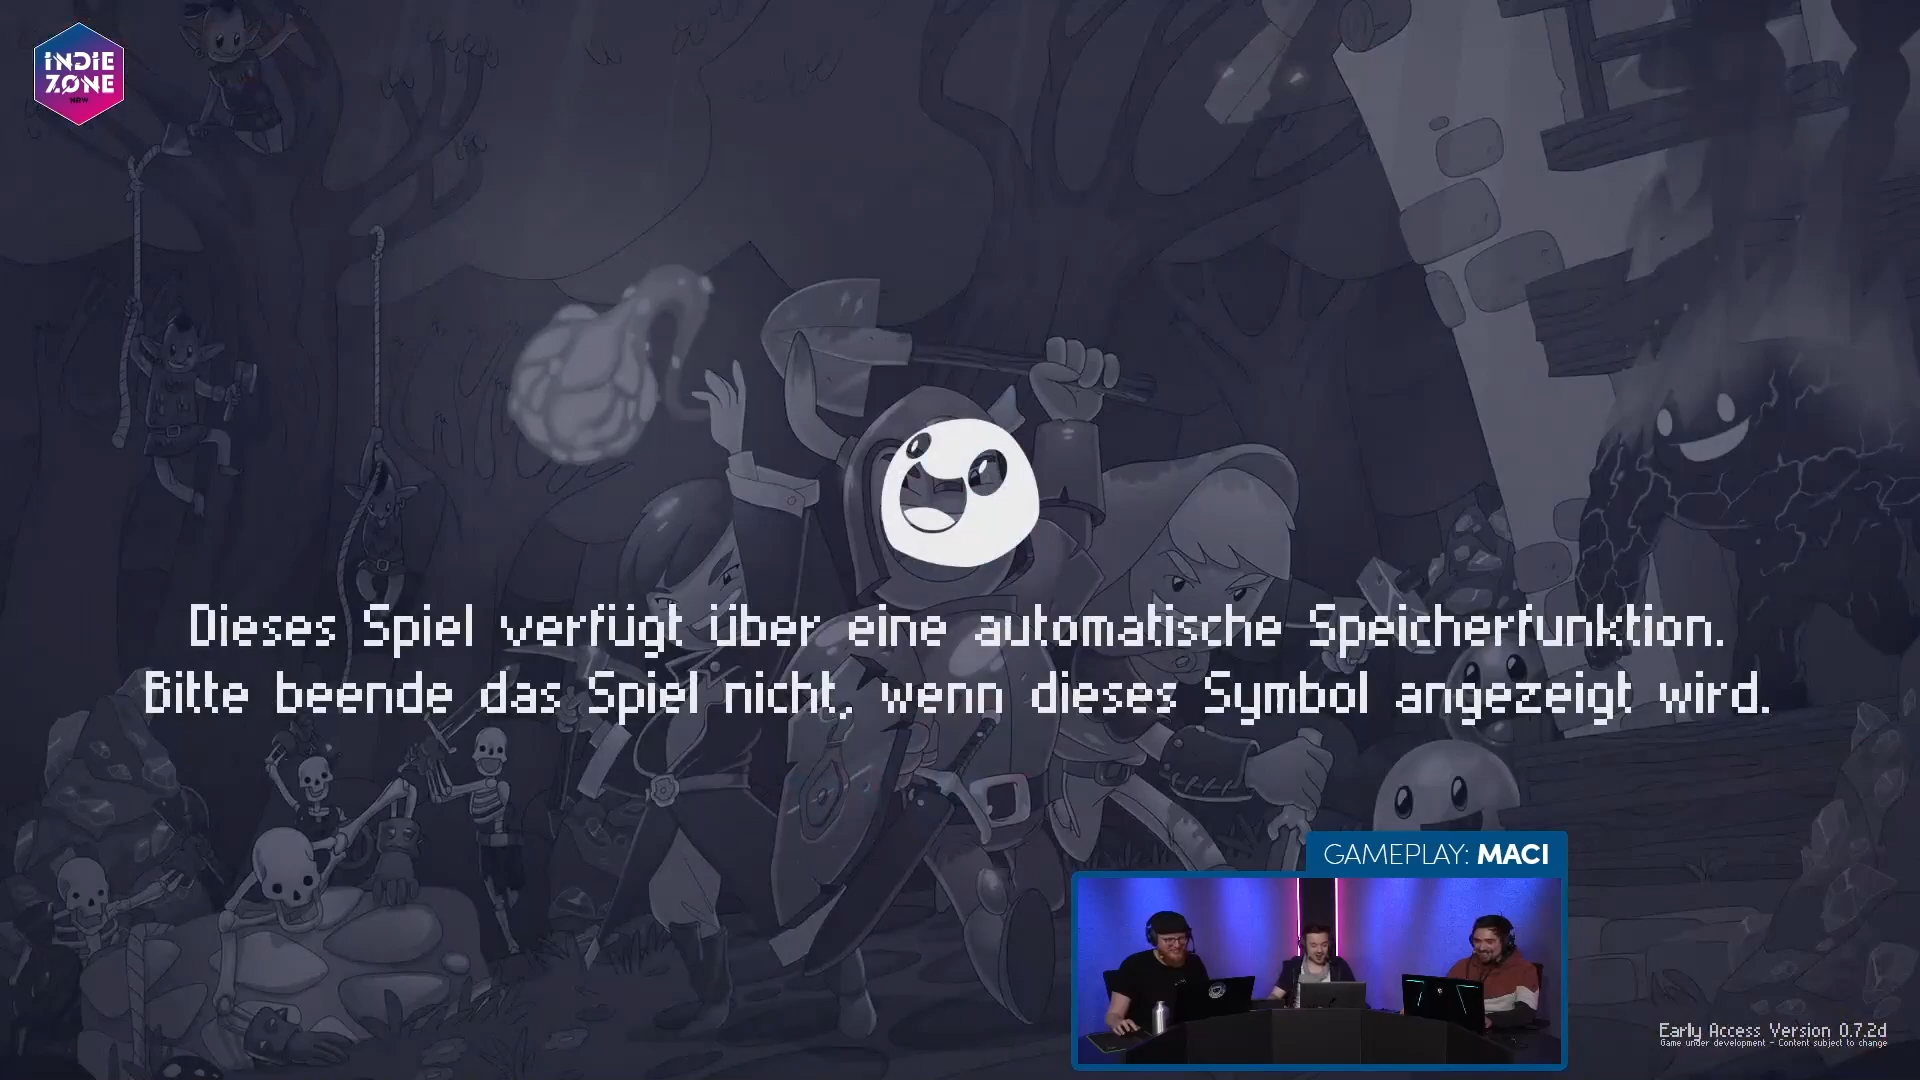 INDIE
ZONE
NRW
Dieses Spiel verfügt über eine automatische Speicherfunktion.
Bitte beende das Spiel nicht, wenn dieses Symbol angezeigt wird.
GAMEPLAY: MACI
Early Access Version 0.7.2d
Game under development - Content subject to change